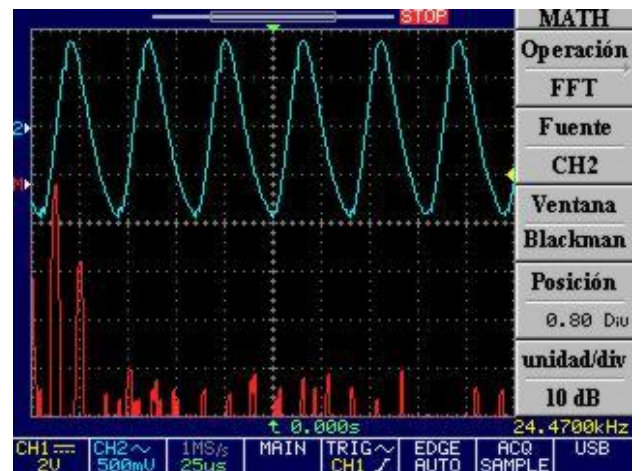 STOP
MATH
Operación
FFT
Fuente
CH2
Ventana
Blackman
Posición
0.80 Div
unidad/div
10 dB
2
M
0.000s
24.4700kHz
CH1 CH2 1MS/s MAIN TRIG EDGE ACQ USB
2V 500mV 25us CH1 AUTO SAMPLE